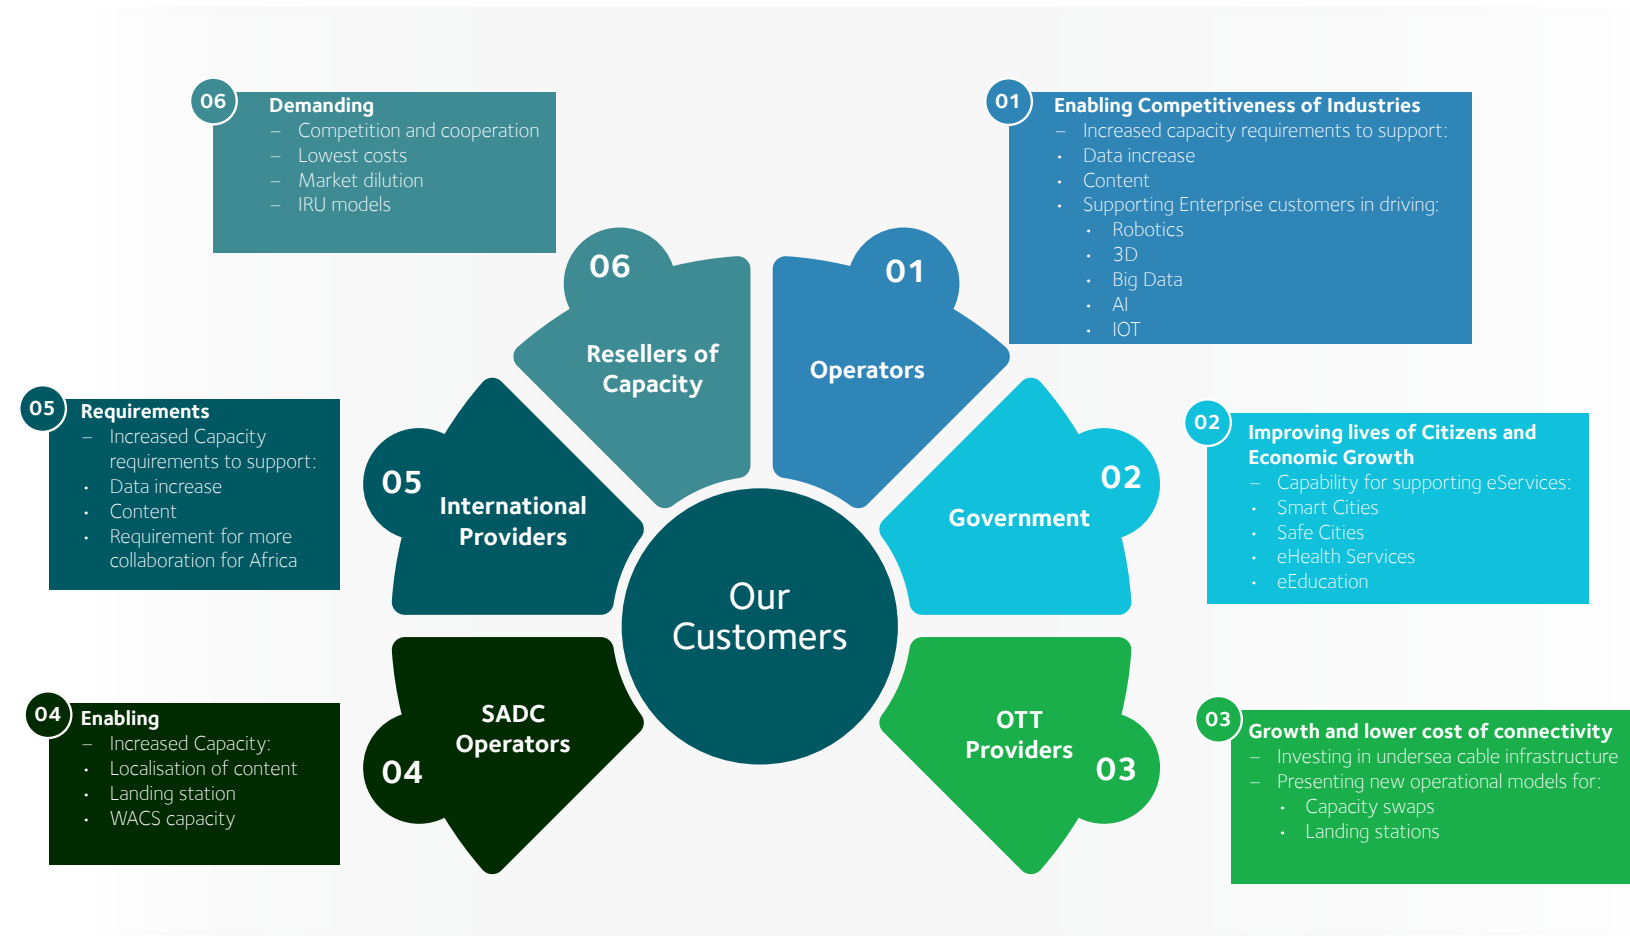 06
Demanding
– Competition and cooperation
– Lowest costs
– Market dilution
– IRU models
01
Enabling Competitiveness of Industries
– Increased capacity requirements to support:
• Data increase
• Content
• Supporting Enterprise customers in driving:
• Robotics
• 3D
• Big Data
• AI
• IOT
06
Resellers of
Capacity
01
Operators
05
Requirements
– Increased Capacity
requirements to support:
• Data increase
• Content
• Requirement for more
collaboration for Africa
05
International
Providers
02
Government
02
Improving lives of Citizens and
Economic Growth
– Capability for supporting eServices:
• Smart Cities
• Safe Cities
• eHealth Services
• eEducation
Our
Customers
04
Enabling
– Increased Capacity:
• Localisation of content
• Landing station
• WACS capacity
SADC
Operators
04
OTT
Providers
03
03
Growth and lower cost of connectivity
– Investing in undersea cable infrastructure
– Presenting new operational models for:
• Capacity swaps
• Landing stations